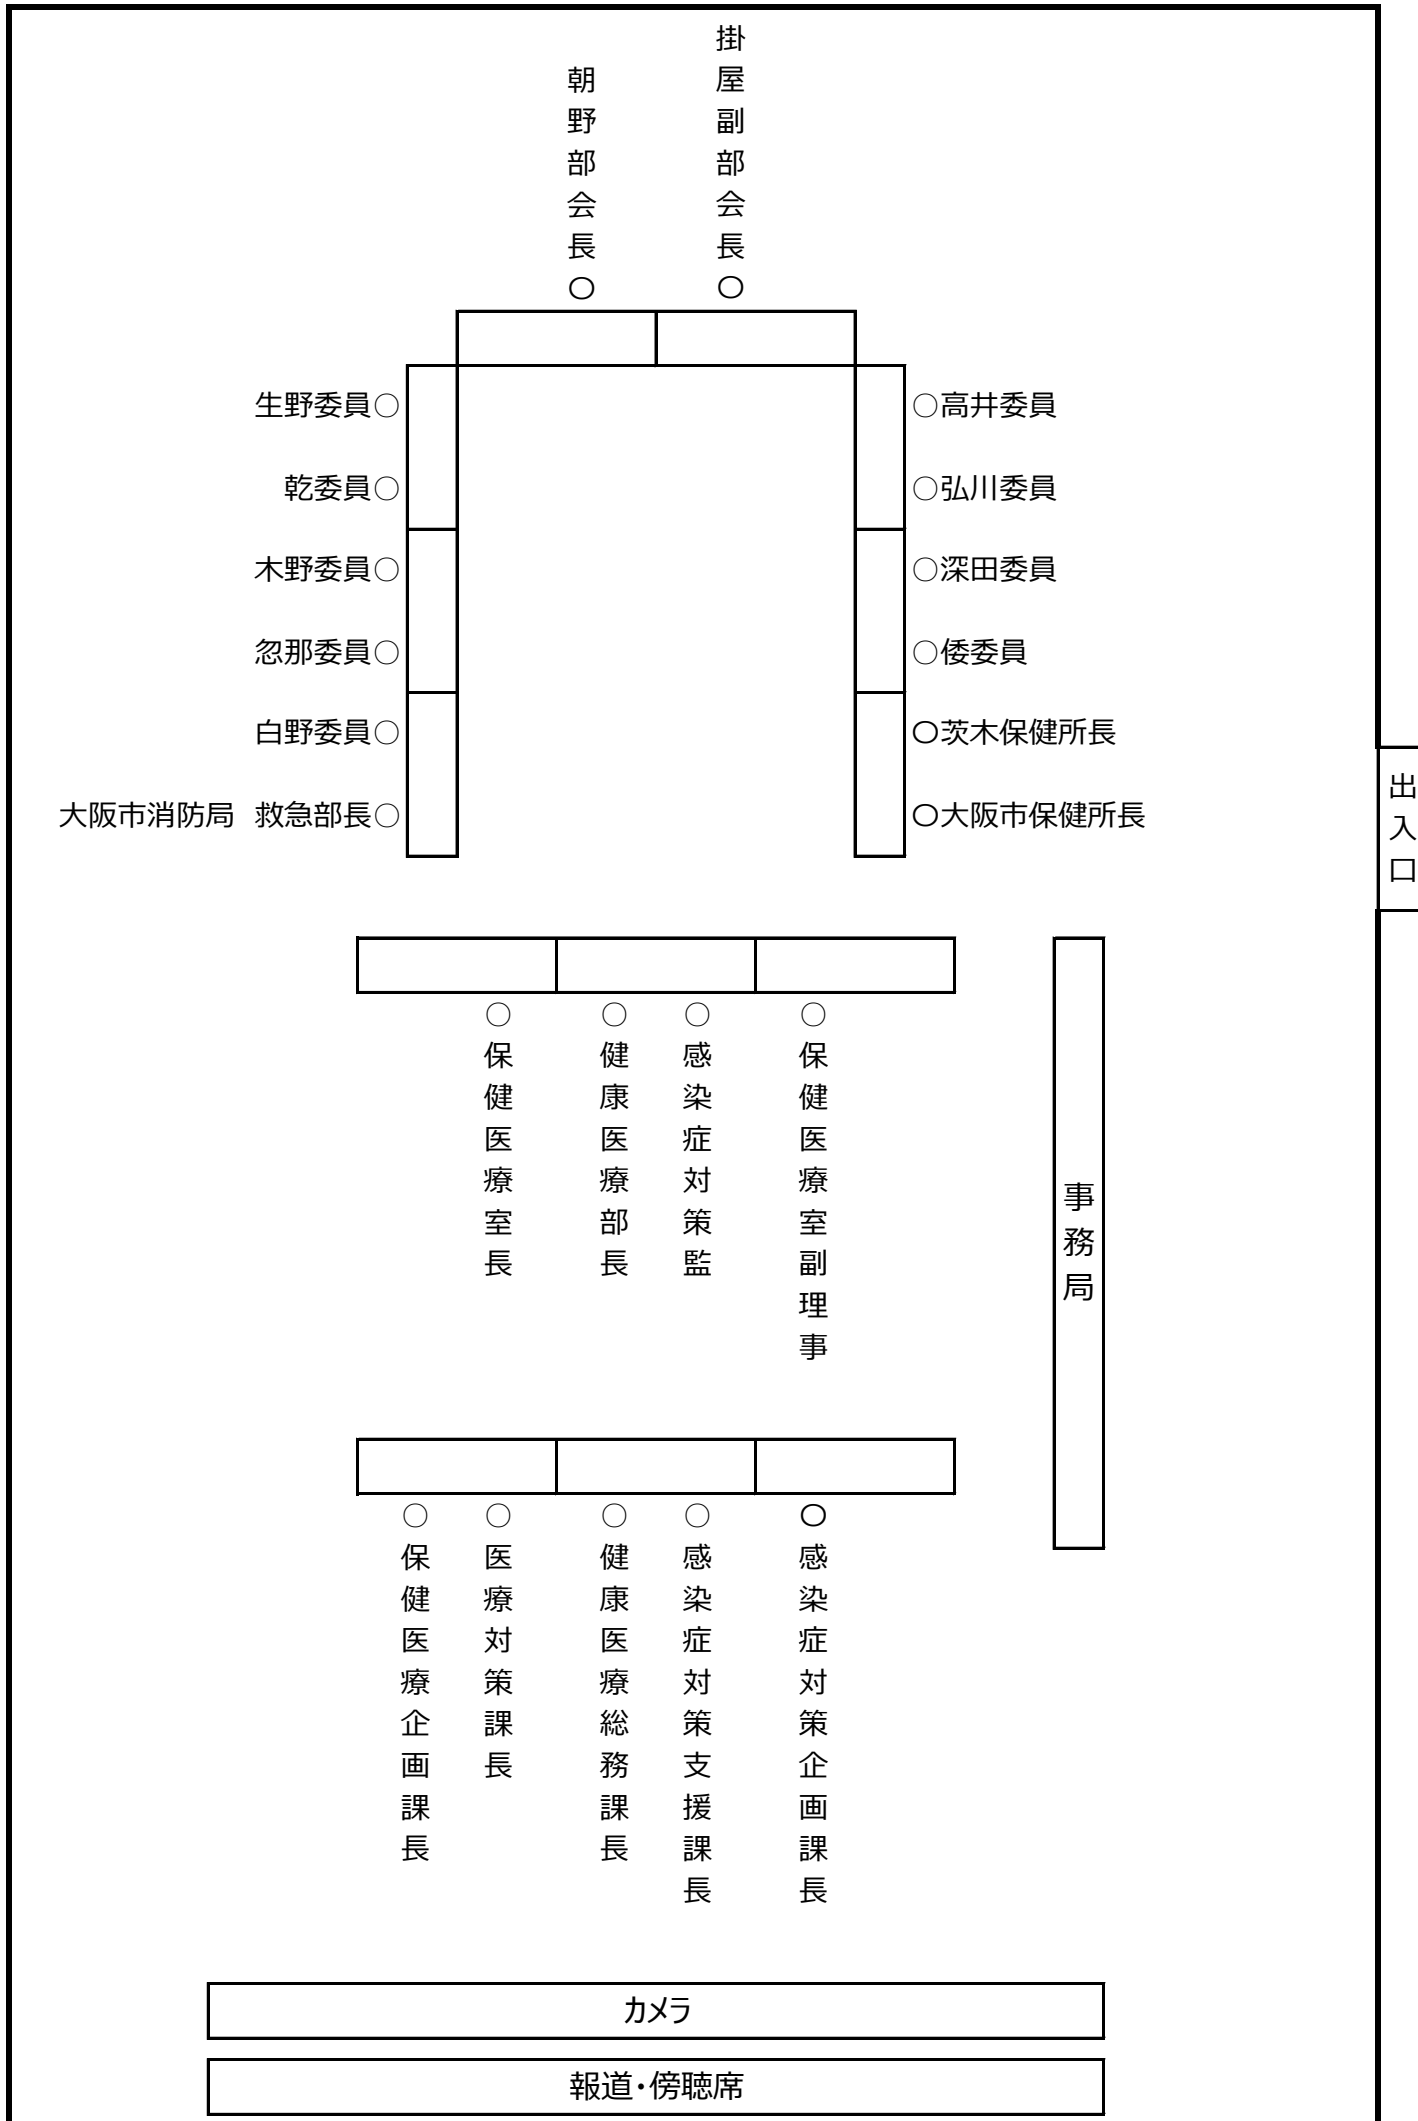 朝野部会長○
掛屋副部会長○
生野委員○
○高井委員
乾委員○
○弘川委員
木野委員○
○深田委員
忽那委員○
○倭委員
白野委員○
○茨木保健所長
大阪市消防局 救急部長○
○大阪市保健所長
出入口
○保健医療室長
○健康医療部長
○感染症対策監
○保健医療室副理事
事務局
○保健医療企画課長
○医療対策課長
○健康医療総務課長
○感染症対策支援課長
○感染症対策企画課長
カメラ
報道・傍聴席